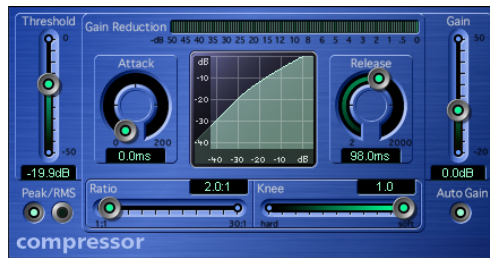 Threshold
0
-50
-19.9dB
Peak/RMS
Gain Reduction
-dB 50 45 40 35 30 25 20 15 10 8 6 5 4 3 2 1 .5 0
Attack
0 200
0.0ms
dB
-10
-20
-30
-40
-40 -30 -20 -10 dB
Release
2 2000
98.0ms
Gain
50
-20
0.0dB
Auto Gain
Ratio 2.0:1
1:1 30:1
Knee 1.0
hard soft
compressor